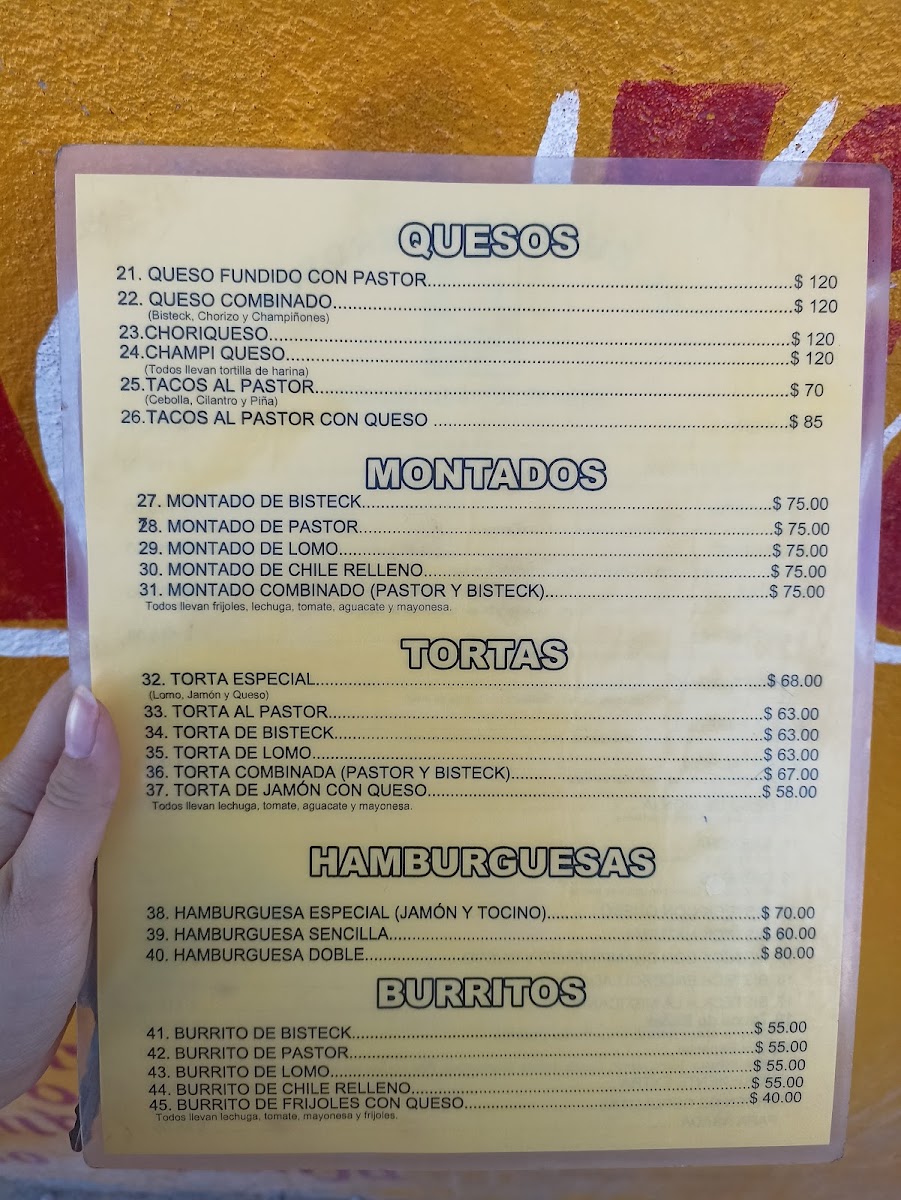 QUESOS
21. QUESO FUNDIDO CON PASTOR........$ 120
22. QUESO COMBINADO........$ 120
(Bisteck, Chorizo y Champiñones)
23.CHORIQUESO........$ 120
24.CHAMPI QUESO........$ 120
(Todos llevan tortilla de harina)
25.TACOS AL PASTOR........$ 70
(Cebolla, Cilantro y Piña)
26.TACOS AL PASTOR CON QUESO ........$ 85
MONTADOS
27. MONTADO DE BISTECK........$ 75.00
28. MONTADO DE PASTOR........$ 75.00
29. MONTADO DE LOMO........$ 75.00
30. MONTADO DE CHILE RELLENO........$ 75.00
31. MONTADO COMBINADO (PASTOR Y BISTECK)........$ 75.00
Todos llevan frijoles, lechuga, tomate, aguacate y mayonesa.
TORTAS
32. TORTA ESPECIAL........$ 68.00
(Lomo, Jamón y Queso)
33. TORTA AL PASTOR........$ 63.00
34. TORTA DE BISTECK........$ 63.00
35. TORTA DE LOMO........$ 63.00
36. TORTA COMBINADA (PASTOR Y BISTECK)........$ 67.00
37. TORTA DE JAMÓN CON QUESO........$ 58.00
Todos llevan lechuga, tomate, aguacate y mayonesa.
HAMBURGUESAS
38. HAMBURGUESA ESPECIAL (JAMÓN Y TOCINO)........$ 70.00
39. HAMBURGUESA SENCILLA........$ 60.00
40. HAMBURGUESA DOBLE........$ 80.00
BURRITOS
41. BURRITO DE BISTECK........$ 55.00
42. BURRITO DE PASTOR........$ 55.00
43. BURRITO DE LOMO........$ 55.00
44. BURRITO DE CHILE RELLENO........$ 55.00
45. BURRITO DE FRIJOLES CON QUESO........$ 40.00
Todos llevan lechuga, tomate, mayonesa y frijoles.